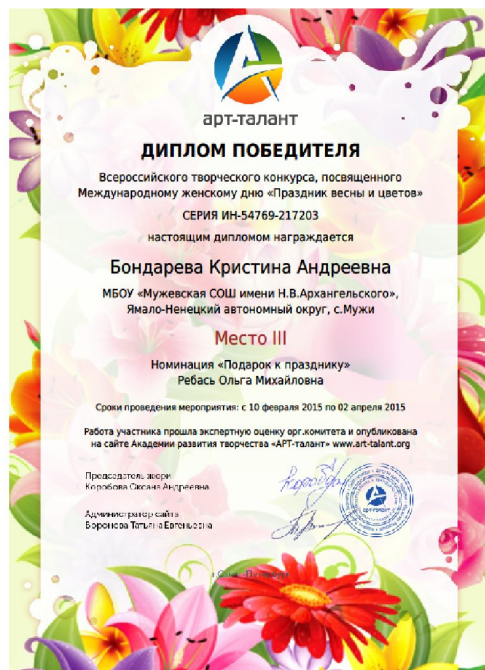 арт-талант
ДИПЛОМ ПОБЕДИТЕЛЯ
Всероссийского творческого конкурса, посвященного
Международному женскому дню «Праздник весны и цветов»
СЕРИЯ ИН-54769-217203
настоящим дипломом награждается
Бондарева Кристина Андреевна
МБОУ «Мужевская СОШ имени Н.В.Архангельского»,
Ямало-Ненецкий автономный округ, с.Мужи
Место III
Номинация «Подарок к празднику»
Ребась Ольга Михайловна
Сроки проведения мероприятия: с 10 февраля 2015 по 02 апреля 2015
Работа участника прошла экспертную оценку орг.комитета и опубликована
на сайте Академии развития творчества «АРТ-талант» www.art-talant.org
Председатель жюри
Коробова Оксана Андреевна
Администратор сайта
Воронова Татьяна Евгеньевна
арт-талант